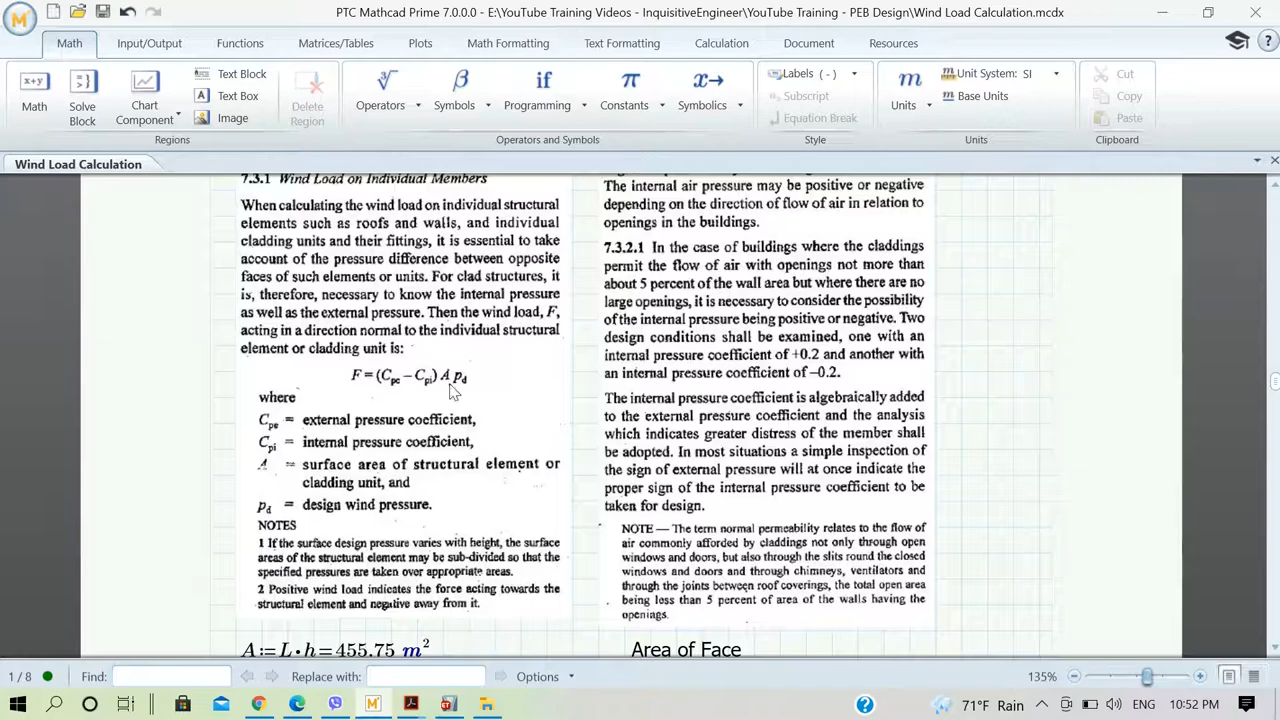 PTC Mathcad Prime 7.0.0.0 - E:\YouTube Training Videos - InquisitiveEngineer\YouTube Training - PEB Design\Wind Load Calculation.mcdx
Math Input/Output Functions Matrices/Tables Plots Math Formatting Text Formatting Calculation Document Resources
Math
Solve Block
Chart Component
Text Block
Text Box
Image
Delete Region
Regions
Operators
Symbols
if
Programming
Constants
Symbolics
Operators and Symbols
Labels ( - )
Subscript
Equation Break
Style
Units
Unit System: SI
Base Units
Units
Cut
Copy
Paste
Clipboard
Wind Load Calculation
7.3.1 Wind Load on Individual Members
When calculating the wind load on individual structural
elements such as roofs and walls, and individual
cladding units and their fittings, it is essential to take
account of the pressure difference between opposite
faces of such elements or units. For clad structures, it
is, therefore, necessary to know the internal pressure
as well as the external pressure. Then the wind load, F,
acting in a direction normal to the individual structural
element or cladding unit is:
F = (Cpe – Cpi) A pd
where
Cpe = external pressure coefficient,
Cpi = internal pressure coefficient,
A = surface area of structural element or
cladding unit, and
pd = design wind pressure.
NOTES
1 If the surface design pressure varies with height, the surface
areas of the structural element may be sub-divided so that the
specified pressures are taken over appropriate areas.
2 Positive wind load indicates the force acting towards the
structural element and negative away from it.
A := L · h = 455.75 m²
The internal air pressure may be positive or negative
depending on the direction of flow of air in relation to
openings in the buildings.
7.3.2.1 In the case of buildings where the claddings
permit the flow of air with openings not more than
about 5 percent of the wall area but where there are no
large openings, it is necessary to consider the possibility
of the internal pressure being positive or negative. Two
design conditions shall be examined, one with an
internal pressure coefficient of +0.2 and another with
an internal pressure coefficient of –0.2.
The internal pressure coefficient is algebraically added
to the external pressure coefficient and the analysis
which indicates greater distress of the member shall
be adopted. In most situations a simple inspection of
the sign of external pressure will at once indicate the
proper sign of the internal pressure coefficient to be
taken for design.
NOTE — The term normal permeability relates to the flow of
air commonly afforded by claddings not only through open
windows and doors, but also through the slits round the closed
windows and doors and through chimneys, ventilators and
through the joints between roof coverings, the total open area
being less than 5 percent of area of the walls having the
openings.
Area of Face
1 / 8 Find: Replace with: Options 135%
71°F Rain ENG 10:52 PM